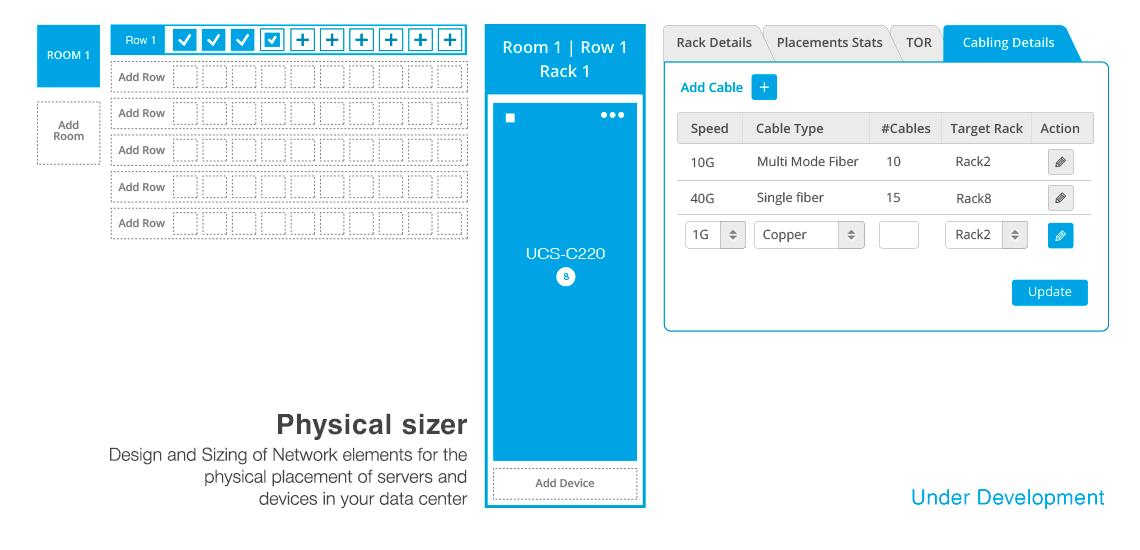 ROOM 1
Add
Room
Row 1
Add Row
Add Row
Add Row
Add Row
Add Row
Physical sizer
Design and Sizing of Network elements for the
physical placement of servers and
devices in your data center
Room 1 | Row 1
Rack 1
UCS-C220
8
Add Device
Rack Details Placements Stats TOR Cabling Details
Add Cable +
Speed Cable Type #Cables Target Rack Action
10G Multi Mode Fiber 10 Rack2
40G Single fiber 15 Rack8
1G Copper Rack2
Update
Under Development